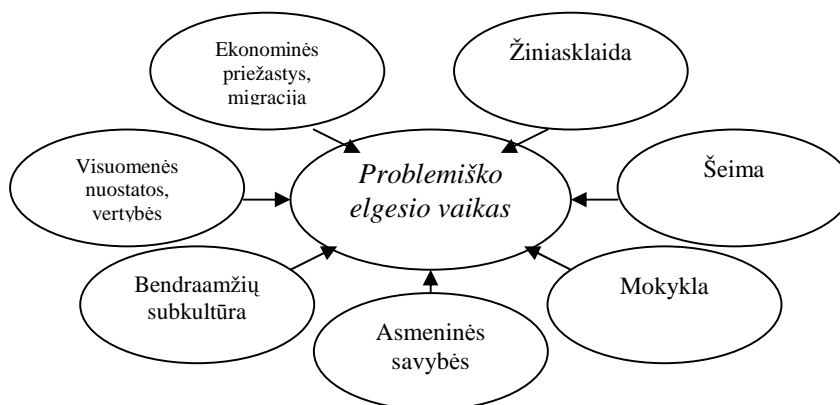 Ekonominės
priežastys,
migracija
Žiniasklaida
Visuomenės
nuostatos,
vertybės
Problemiško
elgesio vaikas
Šeima
Bendraamžių
subkultūra
Asmeninės
savybės
Mokykla